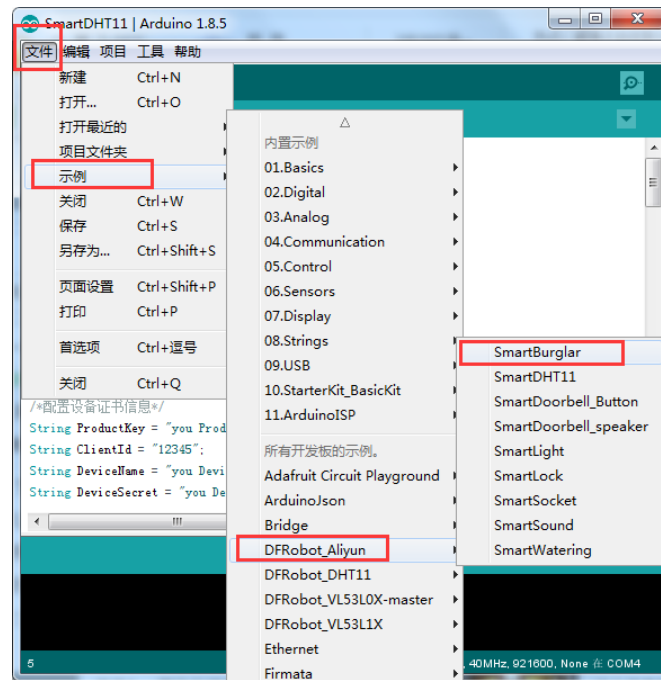 SmartDHT11 | Arduino 1.8.5
文件 编辑 项目 工具 帮助
新建 Ctrl+N
打开... Ctrl+O
打开最近的
项目文件夹
示例
关闭 Ctrl+W
保存 Ctrl+S
另存为... Ctrl+Shift+S
页面设置 Ctrl+Shift+P
打印 Ctrl+P
首选项 Ctrl+逗号
关闭 Ctrl+Q
/*配置设备证书信息*/
String ProductKey = "you Prod
String ClientId = "12345";
String DeviceName = "you Devi
String DeviceSecret = "you De
5
内置示例
01.Basics
02.Digital
03.Analog
04.Communication
05.Control
06.Sensors
07.Display
08.Strings
09.USB
10.StarterKit_BasicKit
11.ArduinoISP
所有开发板的示例。
Adafruit Circuit Playground
ArduinoJson
Bridge
DFRobot_Aliyun
DFRobot_DHT11
DFRobot_VL53L0X-master
DFRobot_VL53L1X
Ethernet
Firmata
SmartBurglar
SmartDHT11
SmartDoorbell_Button
SmartDoorbell_speaker
SmartLight
SmartLock
SmartSocket
SmartSound
SmartWatering
, 40MHz, 921600, None 在 COM4